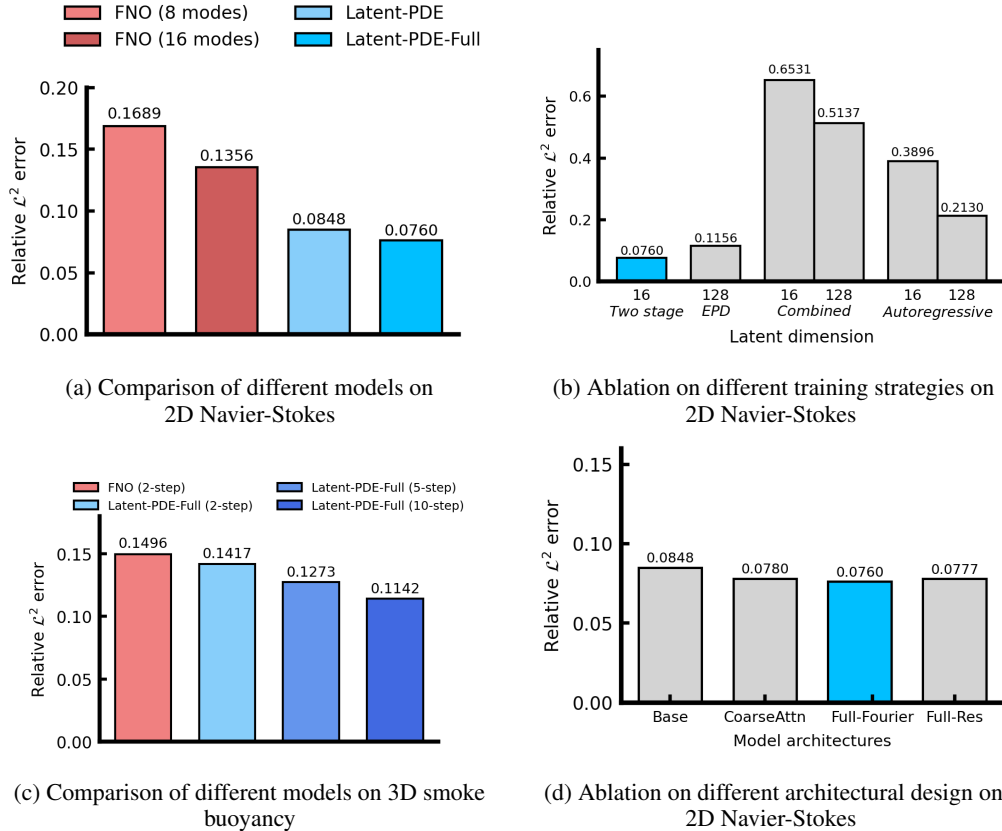 FNO (8 modes)
Latent-PDE
FNO (16 modes)
Latent-PDE-Full
Relative ℒ² error
0.20
0.15
0.10
0.05
0.00
0.1689
0.1356
0.0848
0.0760
(a) Comparison of different models on
2D Navier-Stokes
Relative ℒ² error
0.6
0.4
0.2
0.0
0.0760
0.1156
0.6531
0.5137
0.3896
0.2130
16 128 16 128 16 128
Two stage EPD Combined Autoregressive
Latent dimension
(b) Ablation on different training strategies on
2D Navier-Stokes
FNO (2-step)
Latent-PDE-Full (5-step)
Latent-PDE-Full (2-step)
Latent-PDE-Full (10-step)
Relative ℒ² error
0.15
0.10
0.05
0.00
0.1496
0.1417
0.1273
0.1142
(c) Comparison of different models on 3D smoke
buoyancy
Relative ℒ² error
0.15
0.10
0.05
0.00
0.0848
0.0780
0.0760
0.0777
Base CoarseAttn Full-Fourier Full-Res
Model architectures
(d) Ablation on different architectural design on
2D Navier-Stokes